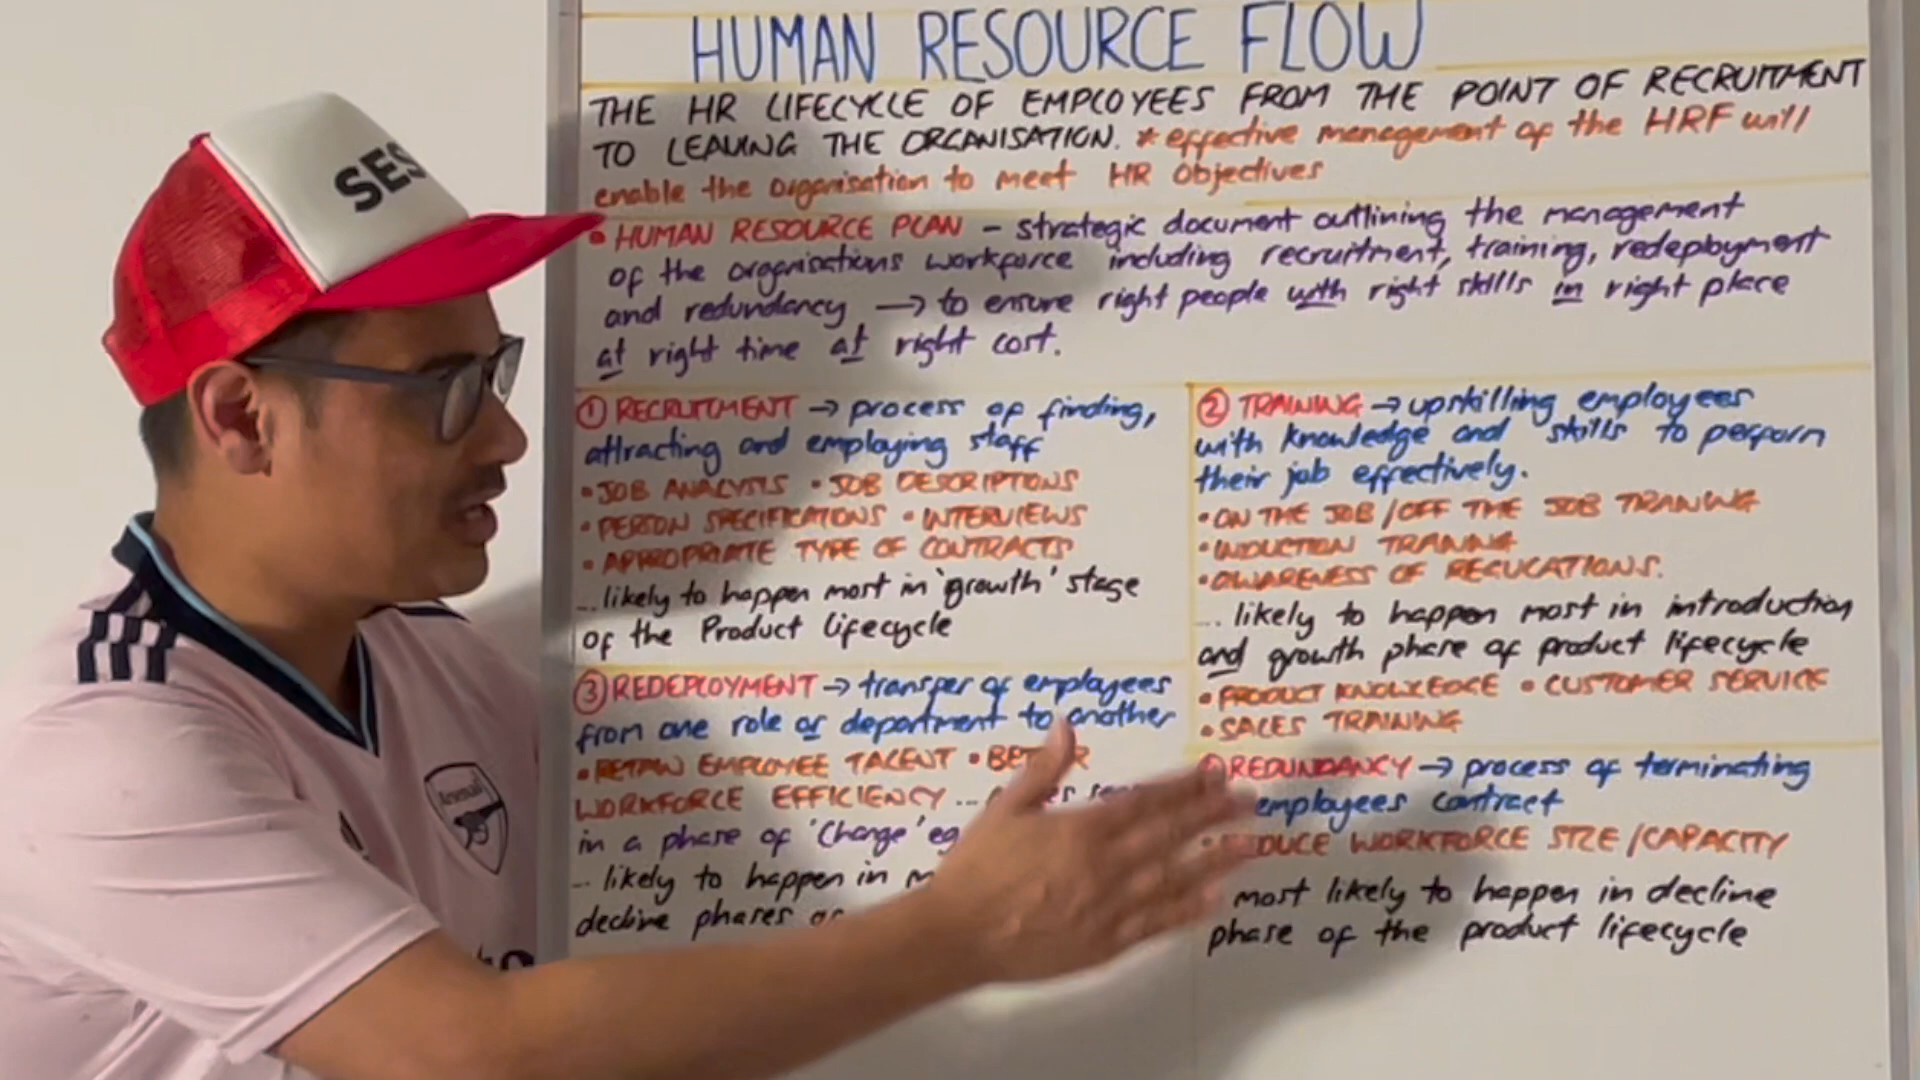 HUMAN RESOURCE FLOW
THE HR LIFECYCLE OF EMPLOYEES FROM THE POINT OF RECRUITMENT
TO LEAVING THE ORGANISATION. * effective management of the HRF will
enable the organisation to meet HR Objectives
• HUMAN RESOURCE PLAN - strategic document outlining the management
of the organisations workforce including recruitment, training, redeployment
and redundancy → to ensure right people with right skills in right place
at right time at right cost.
① RECRUITMENT → process of finding,
attracting and employing staff
• JOB ANALYSIS • JOB DESCRIPTIONS
• PERSON SPECIFICATIONS • INTERVIEWS
• APPROPRIATE TYPE OF CONTRACTS
... likely to happen most in 'growth' stage
of the Product Lifecycle
② TRAINING → upskilling employees
with knowledge and skills to perform
their job effectively.
• ON THE JOB / OFF THE JOB TRAINING
• INDUCTION TRAINING
• AWARENESS OF REGULATIONS.
... likely to happen most in introduction
and growth phase of product lifecycle
• PRODUCT KNOWLEDGE • CUSTOMER SERVICE
• SALES TRAINING
③ REDEPLOYMENT → transfer of employees
from one role or department to another
• RETAIN EMPLOYEE TALENT •
WORKFORCE EFFICIENCY ...
in a phase of 'Change' eg
... likely to happen in
decline phases
REDUNDANCY → process of terminating
employees contract
• REDUCE WORKFORCE SIZE / CAPACITY
most likely to happen in decline
phase of the product lifecycle
SES
Arsenal